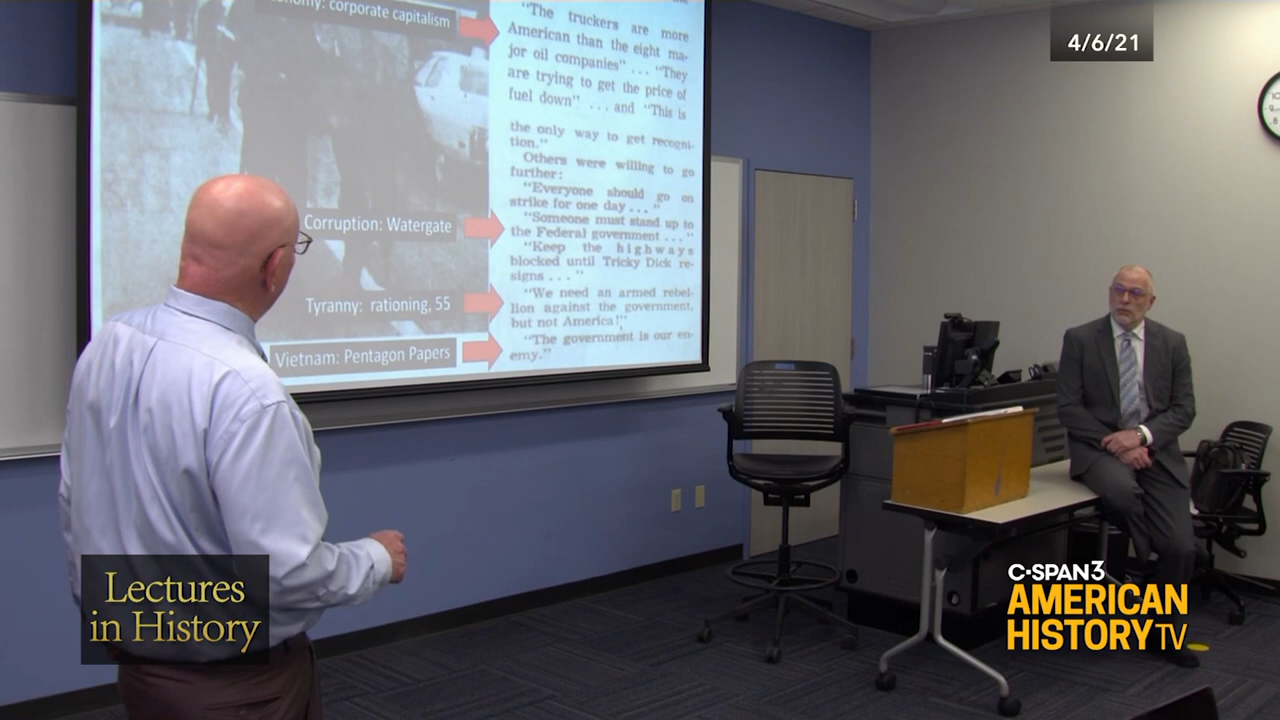 4/6/21
onomy: corporate capitalism
Corruption: Watergate
Tyranny: rationing, 55
Vietnam: Pentagon Papers
"The truckers are more
American than the eight ma-
jor oil companies" ... "They
are trying to get the price of
fuel down" ... and "This is
the only way to get recogni-
tion."
Others were willing to go
further:
"Everyone should go on
strike for one day ... "
"Someone must stand up to
the Federal government ... "
"Keep the highways
blocked until Tricky Dick re-
signs ... "
"We need an armed rebel-
lion against the government,
but not America!"
"The government is our en-
emy."
10
9
8
Lectures
in History
C-SPAN3
AMERICAN
HISTORY TV